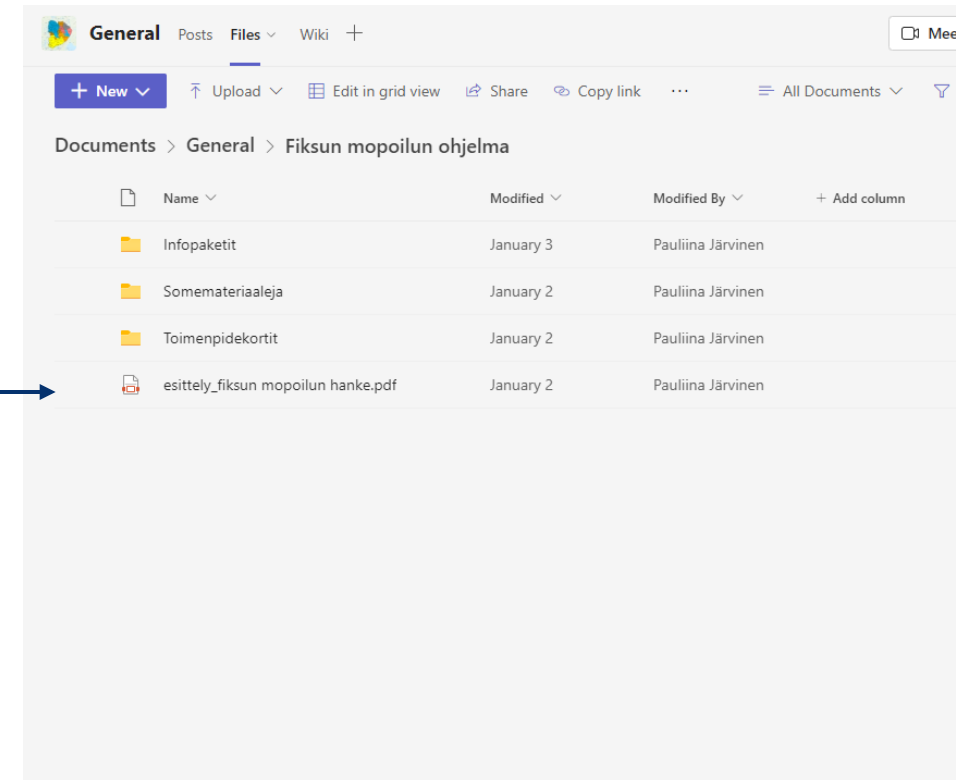 General Posts Files Wiki
New Upload Edit in grid view Share Copy link ... All Documents
Documents > General > Fiksun mopoilun ohjelma
Name Modified Modified By + Add column
Infopaketit January 3 Pauliina Järvinen
Somemateriaaleja January 2 Pauliina Järvinen
Toimenpidekortit January 2 Pauliina Järvinen
esittely_fiksun mopoilun hanke.pdf January 2 Pauliina Järvinen